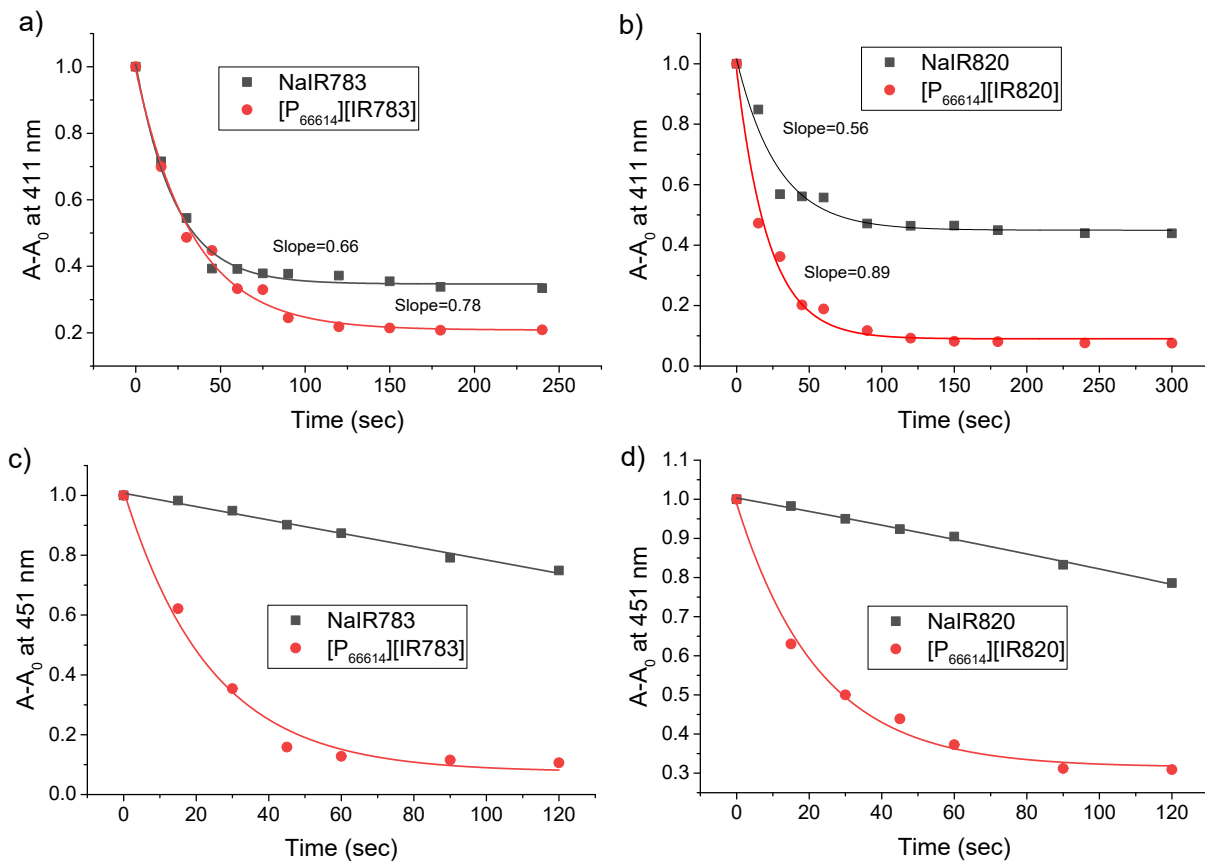 a)
NaIR783
[P66614][IR783]
Slope=0.66
Slope=0.78
A-A0 at 411 nm
1.0
0.8
0.6
0.4
0.2
0 50 100 150 200 250
Time (sec)
b)
NaIR820
[P66614][IR820]
Slope=0.56
Slope=0.89
A-A0 at 411 nm
1.0
0.8
0.6
0.4
0.2
0.0
0 50 100 150 200 250 300
Time (sec)
c)
NaIR783
[P66614][IR783]
A-A0 at 451 nm
1.0
0.8
0.6
0.4
0.2
0.0
0 20 40 60 80 100 120
Time (sec)
d)
NaIR820
[P66614][IR820]
A-A0 at 451 nm
1.1
1.0
0.9
0.8
0.7
0.6
0.5
0.4
0.3
0 20 40 60 80 100 120
Time (sec)